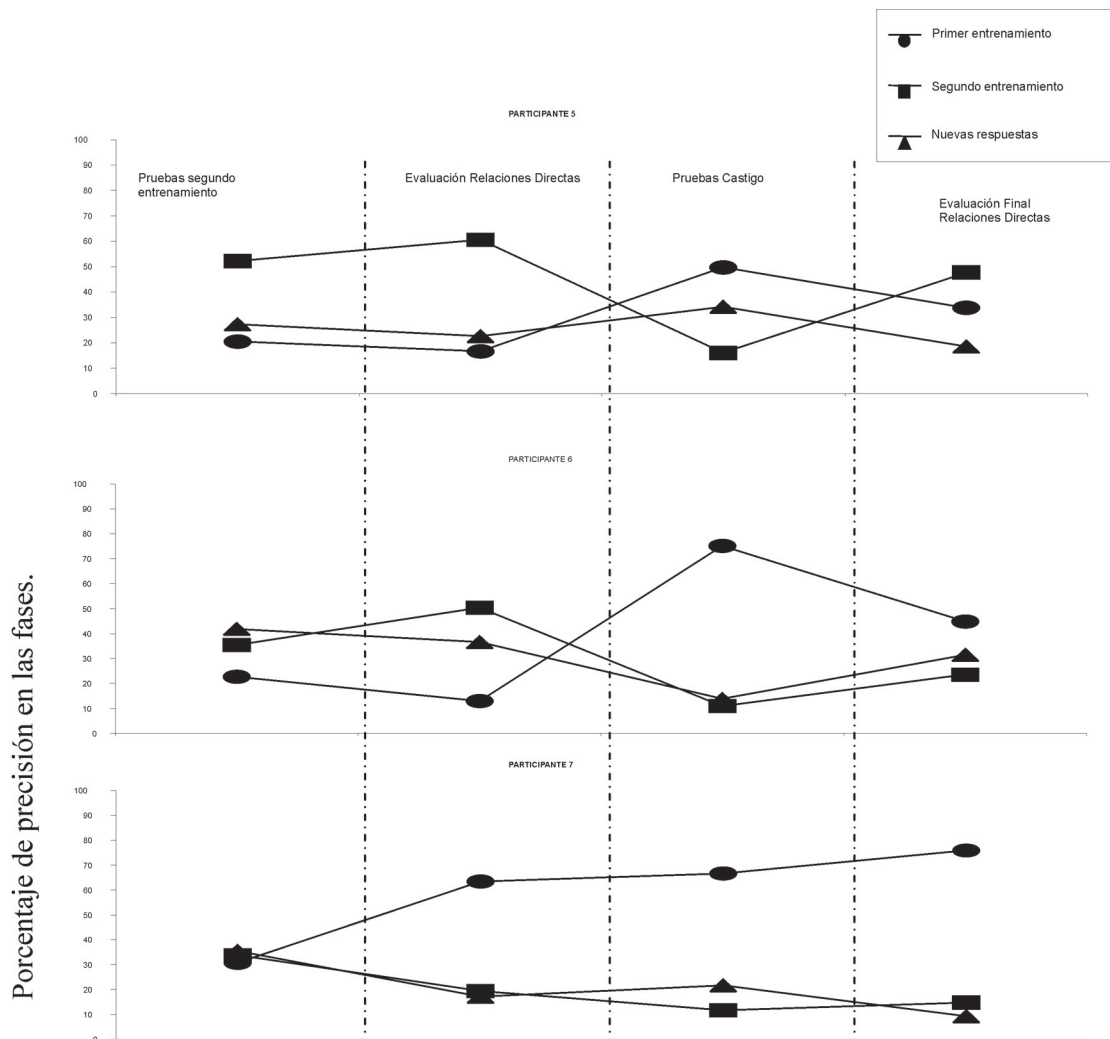 Primer entrenamiento
Segundo entrenamiento
Nuevas respuestas
PARTICIPANTE 5
100
90
80
70
60
50
40
30
20
10
0
Pruebas segundo
entrenamiento
Evaluación Relaciones Directas
Pruebas Castigo
Evaluación Final
Relaciones Directas
PARTICIPANTE 6
100
90
80
70
60
50
40
30
20
10
0
PARTICIPANTE 7
100
90
80
70
60
50
40
30
20
10
0
Porcentaje de precisión en las fases.